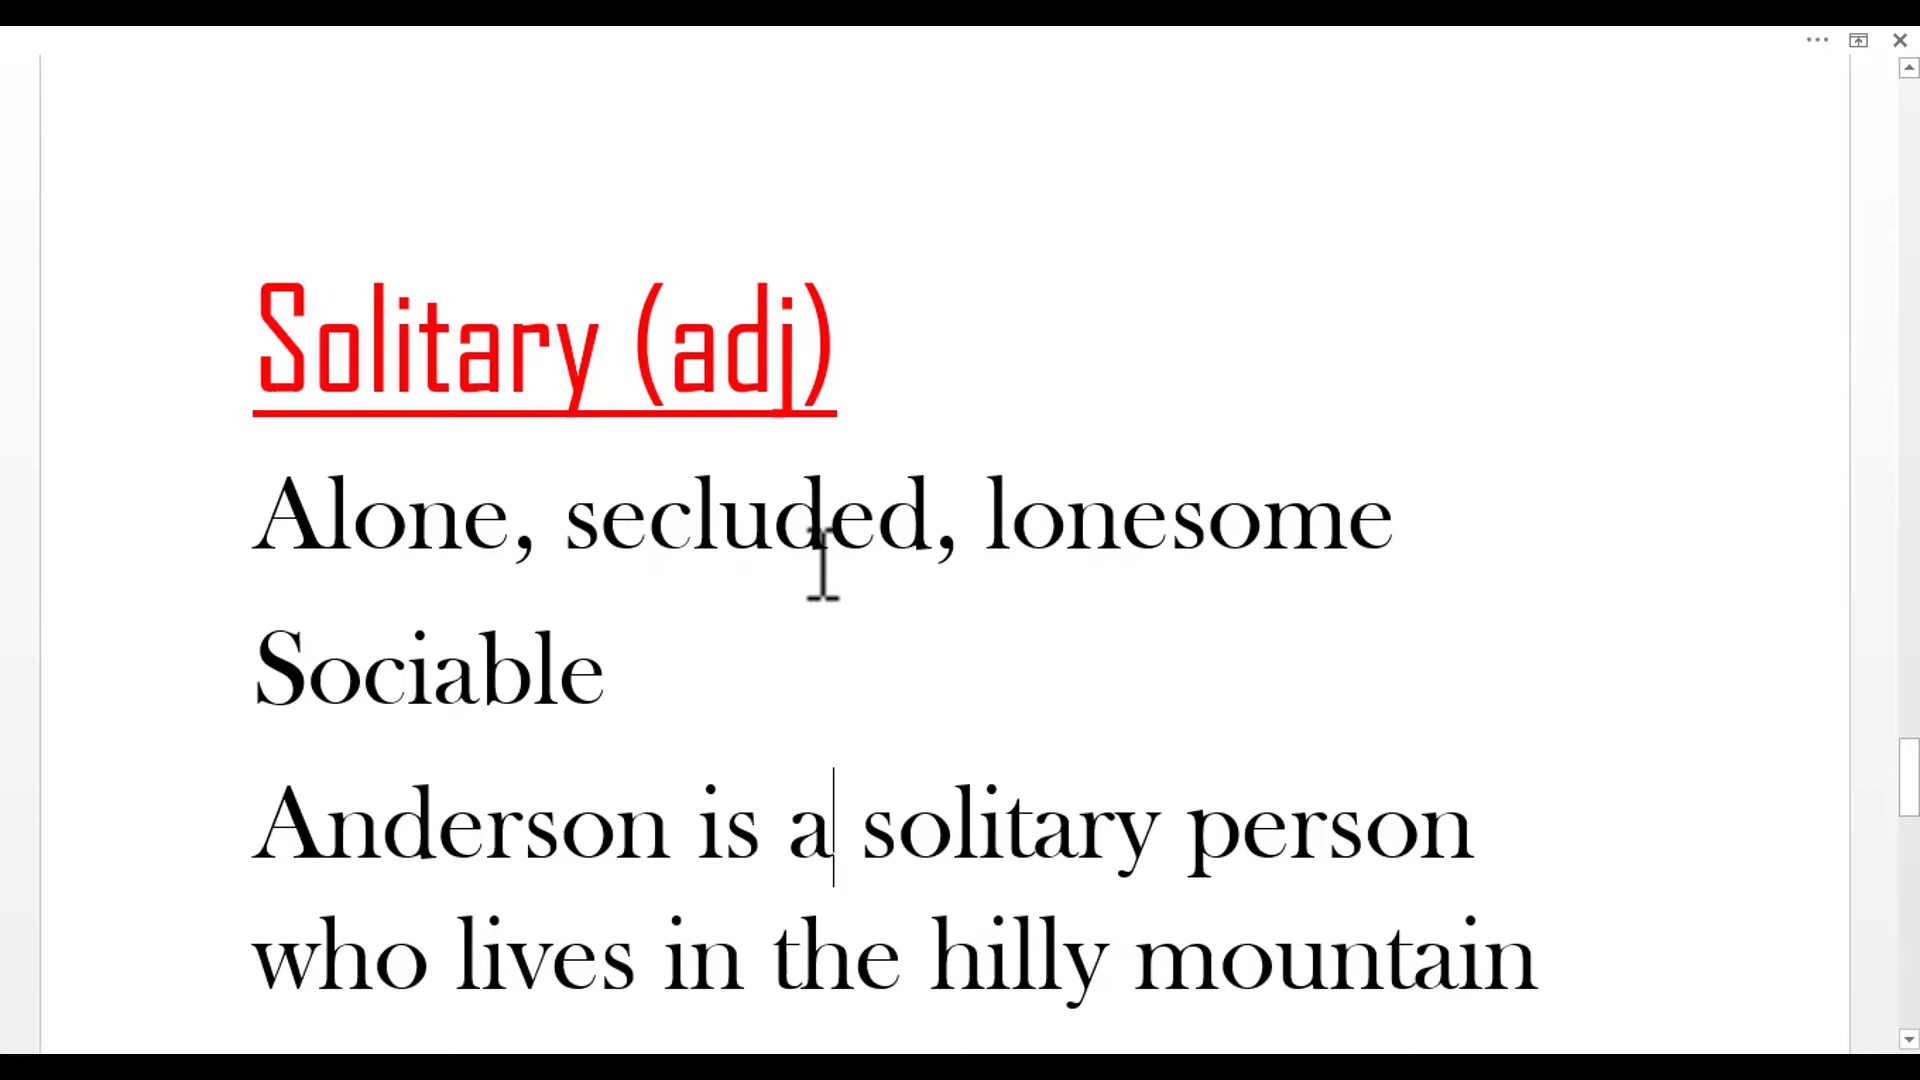 Solitary (adj)
Alone, secluded, lonesome
Sociable
Anderson is a solitary person
who lives in the hilly mountain